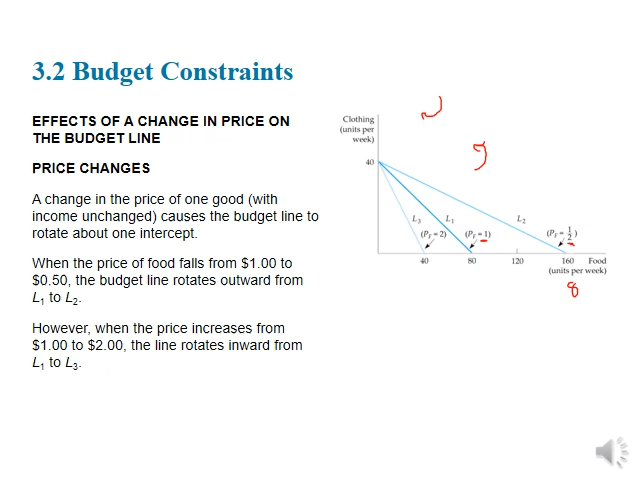 3.2 Budget Constraints
EFFECTS OF A CHANGE IN PRICE ON
THE BUDGET LINE
PRICE CHANGES
A change in the price of one good (with
income unchanged) causes the budget line to
rotate about one intercept.
When the price of food falls from $1.00 to
$0.50, the budget line rotates outward from
L₁ to L₂.
However, when the price increases from
$1.00 to $2.00, the line rotates inward from
L₁ to L₃.
Clothing
(units per
week)
40
L₃ L₁ L₂
(P_F = 2) (P_F = 1) (P_F = 1/2)
40 80 120 160 Food
(units per week)
8